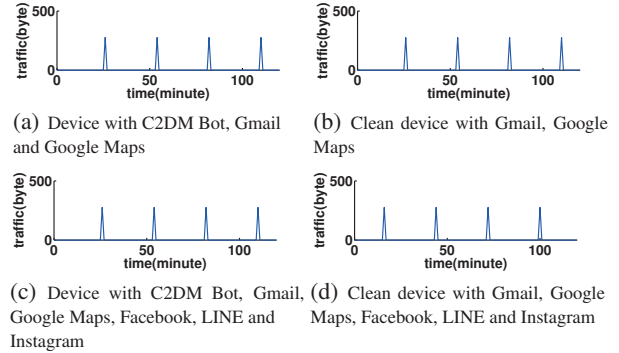 500
traffic(byte)
0
0 50 100
time(minute)
(a) Device with C2DM Bot, Gmail
and Google Maps
500
traffic(byte)
0
0 50 100
time(minute)
(b) Clean device with Gmail, Google
Maps
500
traffic(byte)
0
0 50 100
time(minute)
(c) Device with C2DM Bot, Gmail,
Google Maps, Facebook, LINE and
Instagram
500
traffic(byte)
0
0 50 100
time(minute)
(d) Clean device with Gmail, Google
Maps, Facebook, LINE and Instagram